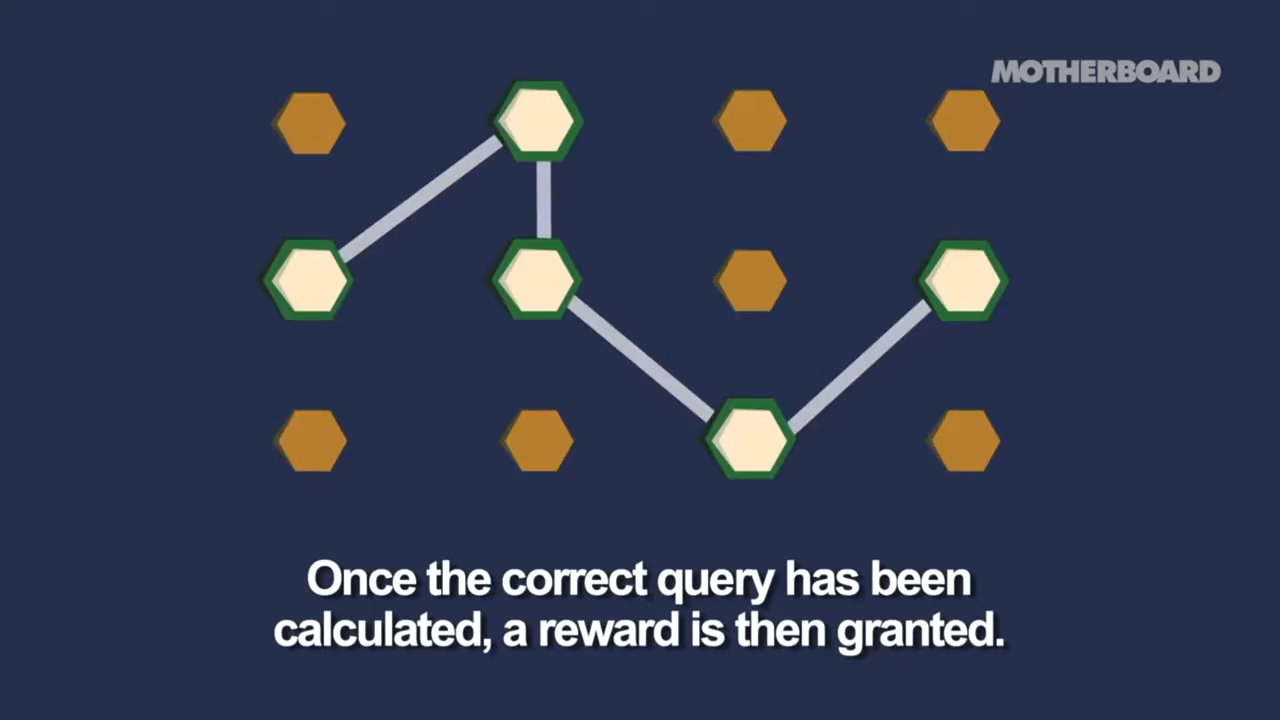 MOTHERBOARD
Once the correct query has been
calculated, a reward is then granted.